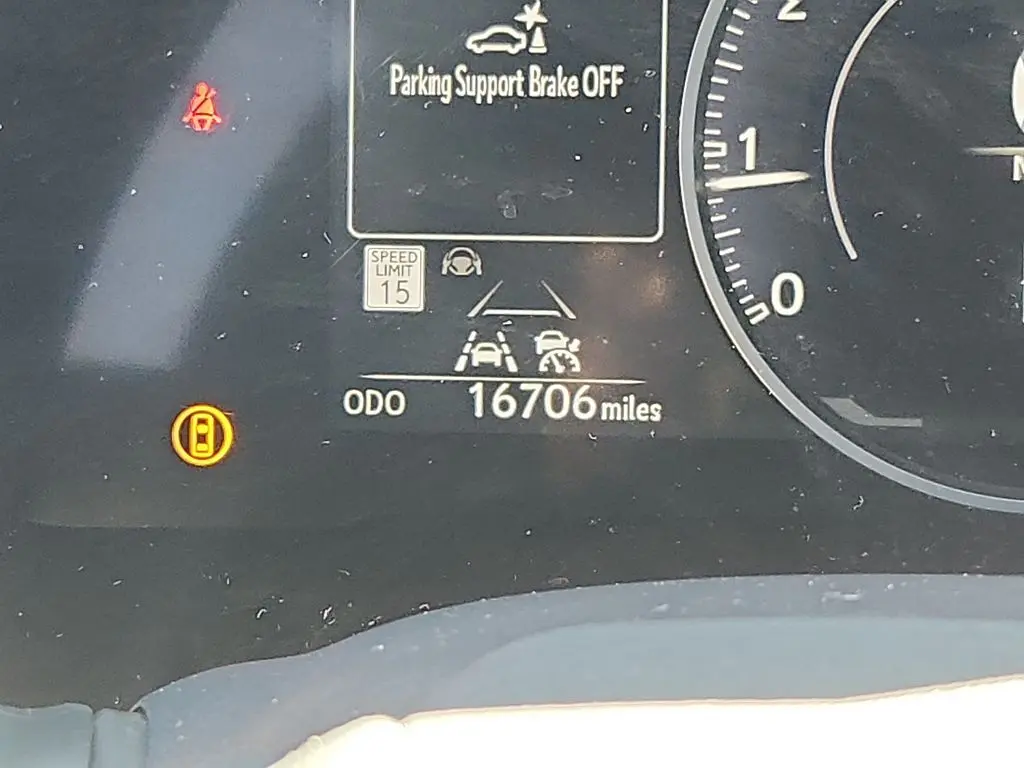 Parking Support Brake OFF
2
1
0
SPEED
LIMIT
15
ODO 16706 miles